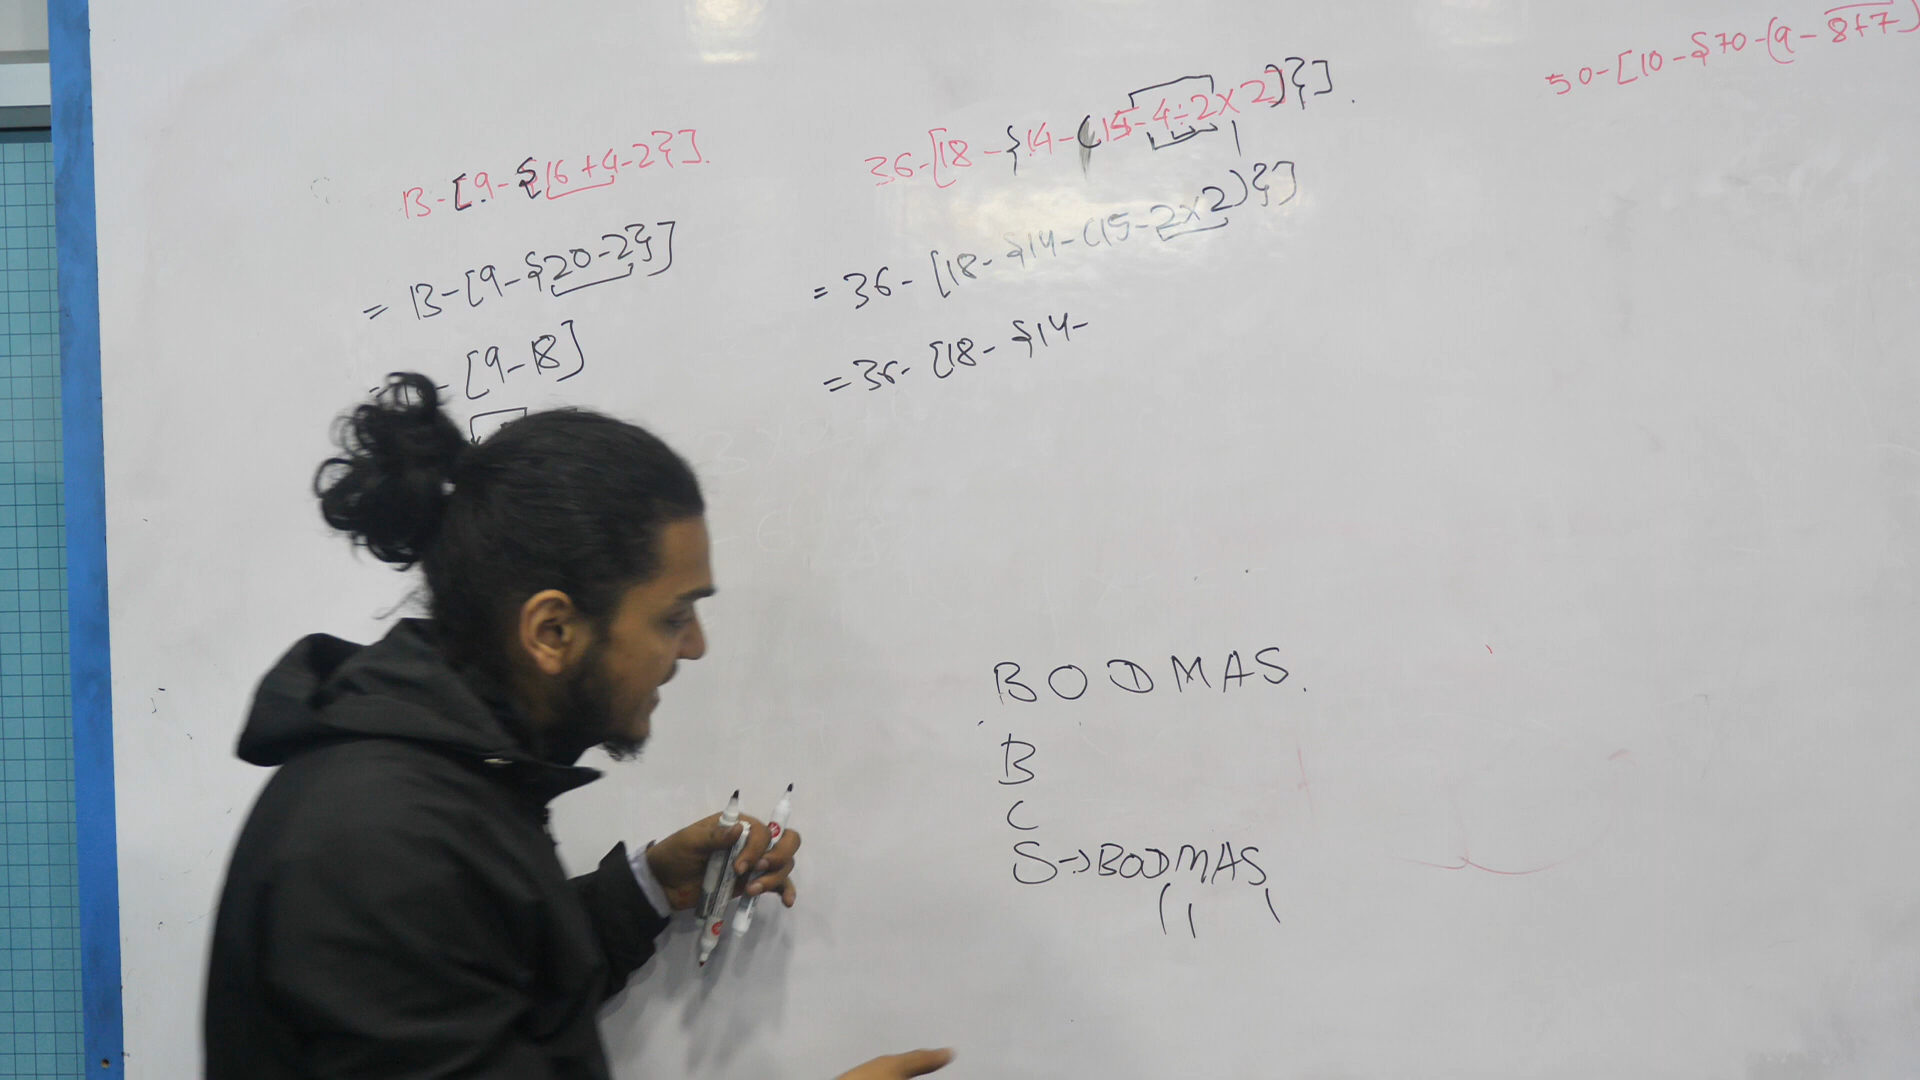 13-[9-{16+4-2}].
= 13-[9-{20-2}]
[9-18]
36-[18-{14-(15-4÷2×2)}].
= 36-[18-{14-(15-2×2)}]
= 36-[18-{14-
50-[10-{70-(9-8+7)
BODMAS.
B
C
S→BODMAS